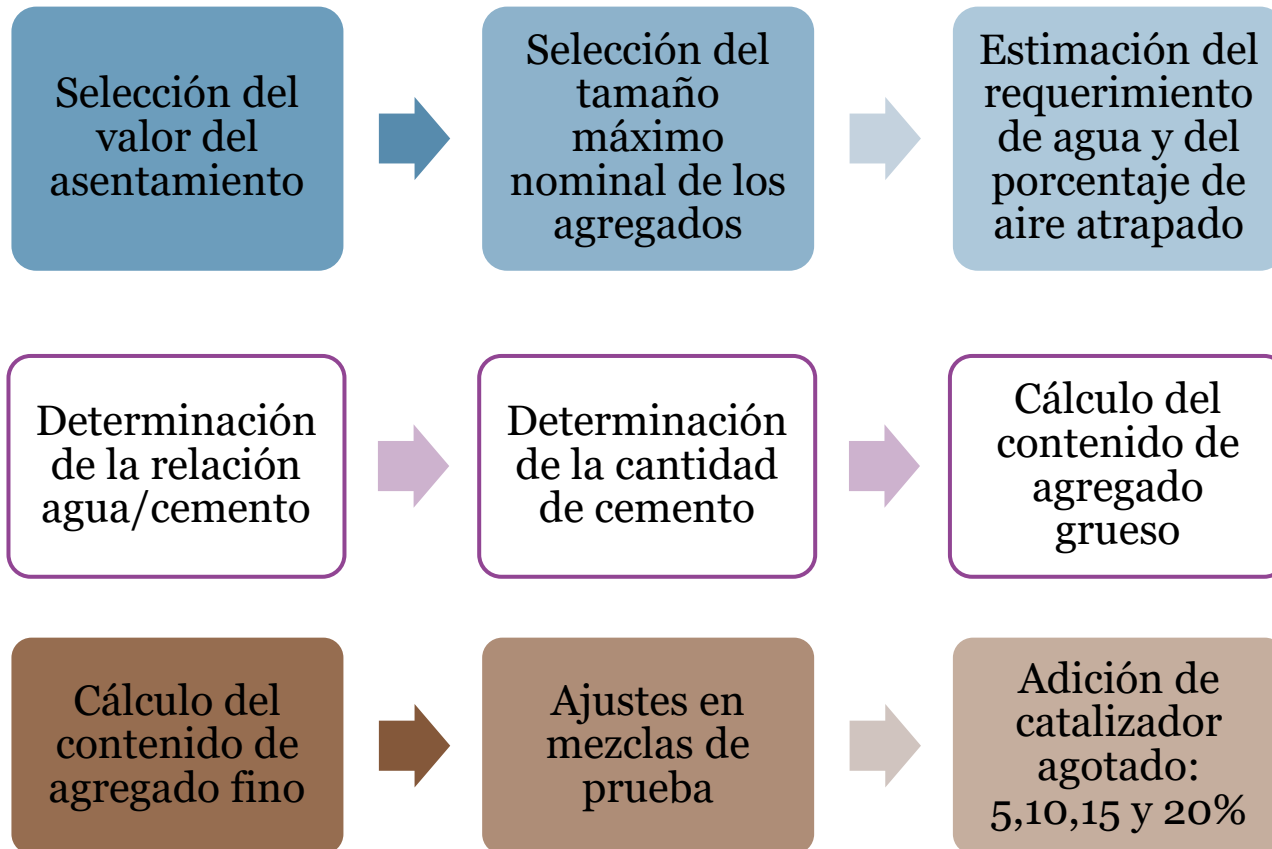 Selección del
valor del
asentamiento
Selección del
tamaño
máximo
nominal de los
agregados
Estimación del
requerimiento
de agua y del
porcentaje de
aire atrapado
Determinación
de la relación
agua/cemento
Determinación
de la cantidad
de cemento
Cálculo del
contenido de
agregado
grueso
Cálculo del
contenido de
agregado fino
Ajustes en
mezclas de
prueba
Adición de
catalizador
agotado:
5,10,15 y 20%